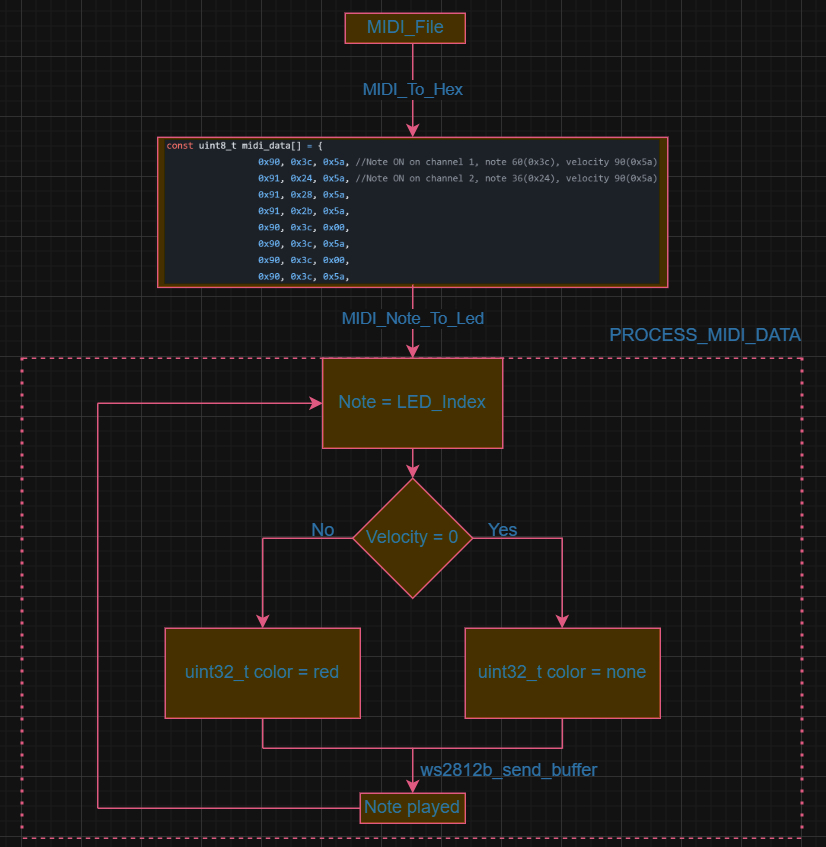 MIDI_File
MIDI_To_Hex
const uint8_t midi_data[] = {
0x90, 0x3c, 0x5a, //Note ON on channel 1, note 60(0x3c), velocity 90(0x5a)
0x91, 0x24, 0x5a, //Note ON on channel 2, note 36(0x24), velocity 90(0x5a)
0x91, 0x28, 0x5a,
0x91, 0x2b, 0x5a,
0x90, 0x3c, 0x00,
0x90, 0x3c, 0x5a,
0x90, 0x3c, 0x00,
0x90, 0x3c, 0x5a,
MIDI_Note_To_Led
PROCESS_MIDI_DATA
Note = LED_Index
No
Velocity = 0
Yes
uint32_t color = red
uint32_t color = none
ws2812b_send_buffer
Note played